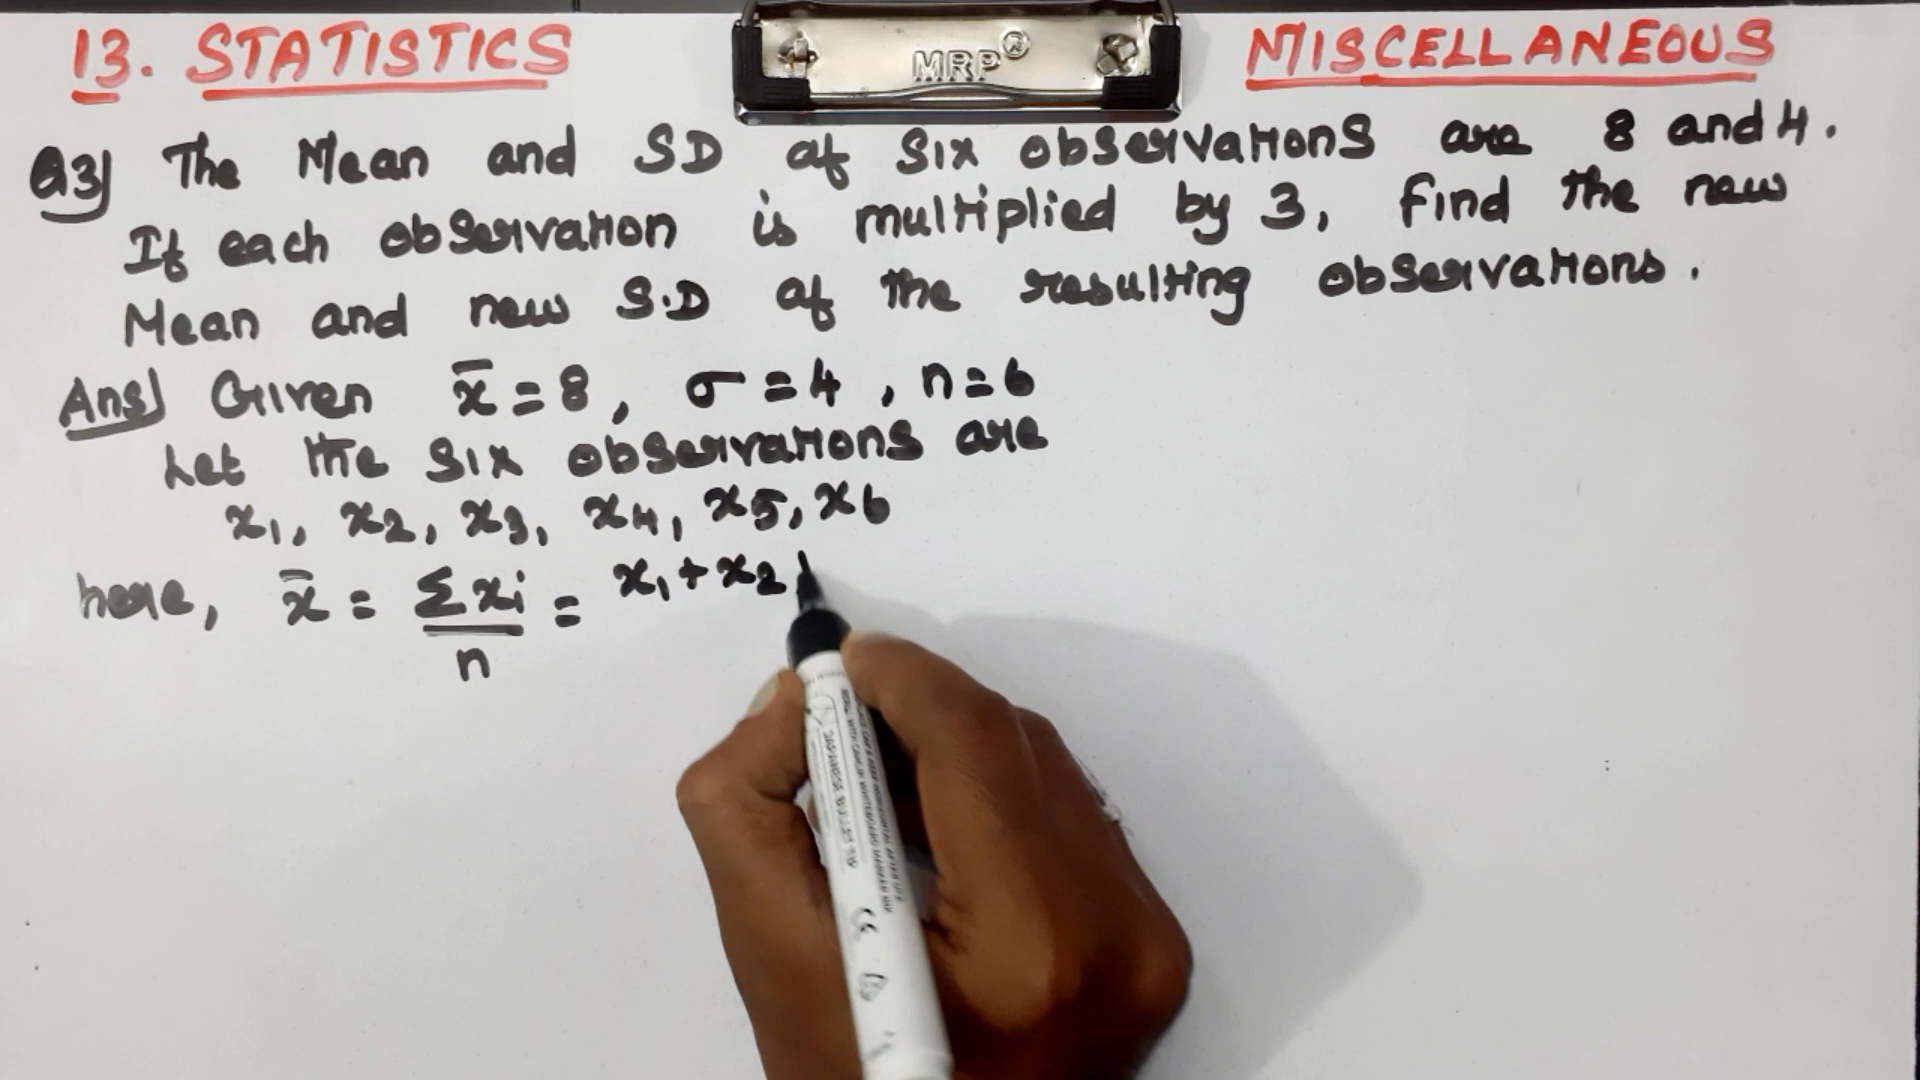 13. STATISTICS
MRP®
MISCELLANEOUS
Q3) The Mean and SD of Six observations are 8 and 4.
If each observation is multiplied by 3, find the new
Mean and new S.D of the resulting observations.
Ans) Given x̄ = 8, σ = 4, n = 6
Let the six observations are
x1, x2, x3, x4, x5, x6
here, x̄ = Σxi / n = x1 + x2